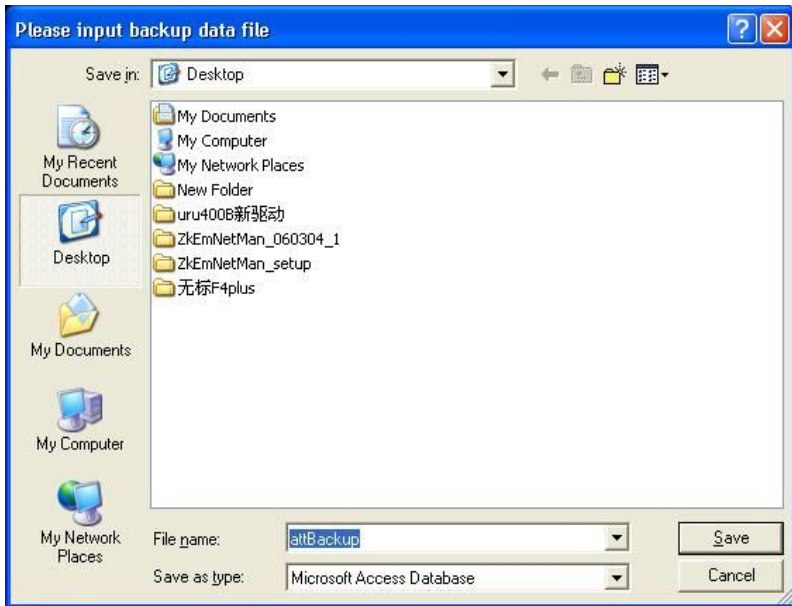 Please input backup data file
Save in: Desktop
My Recent
Documents
Desktop
My Documents
My Computer
My Network
Places
My Documents
My Computer
My Network Places
New Folder
uru400B新驱动
ZkEmNetMan_060304_1
ZkEmNetMan_setup
无标F4plus
File name: attBackup Save
Save as type: Microsoft Access Database Cancel